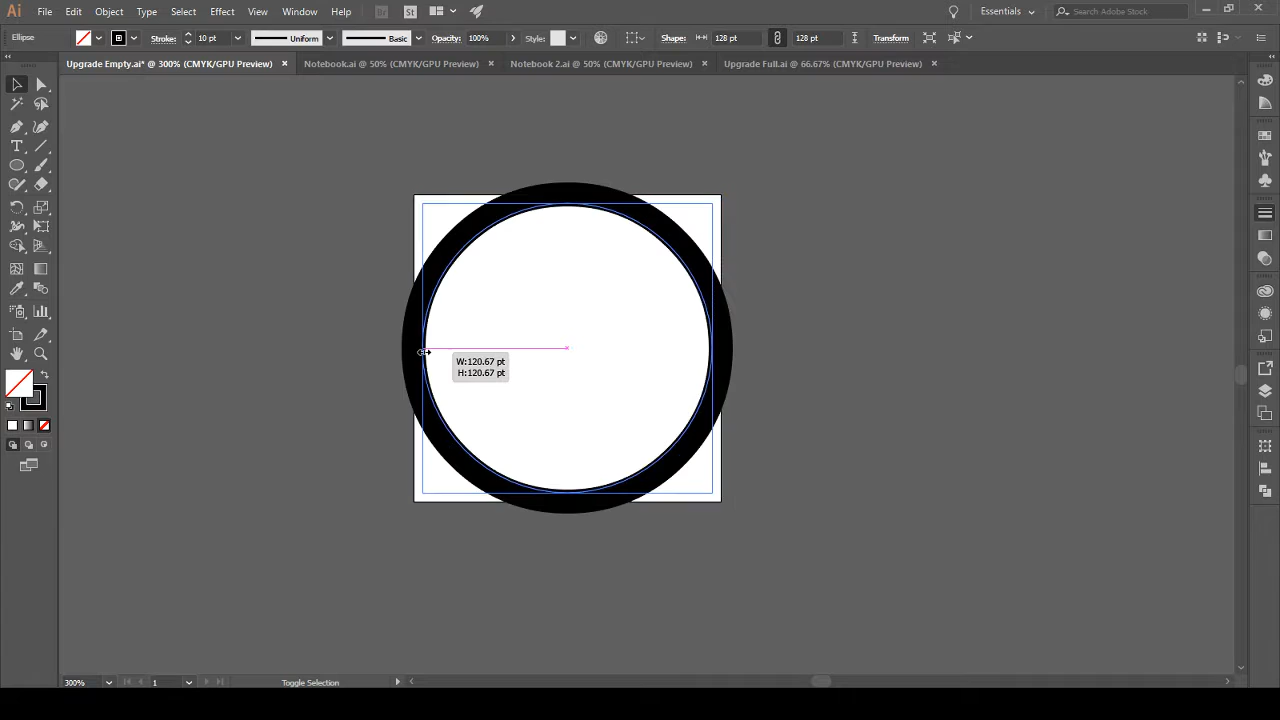 Ai File Edit Object Type Select Effect View Window Help Br St Essentials Search Adobe Stock
Ellipse Stroke: 10 pt Uniform Basic Opacity: 100% Style: Shape: 128 pt 128 pt Transform
Upgrade Empty.ai* @ 300% (CMYK/GPU Preview) Notebook.ai @ 50% (CMYK/GPU Preview) Notebook 2.ai @ 50% (CMYK/GPU Preview) Upgrade Full.ai @ 66.67% (CMYK/GPU Preview)
W:120.67 pt
H:120.67 pt
300% 1 Toggle Selection